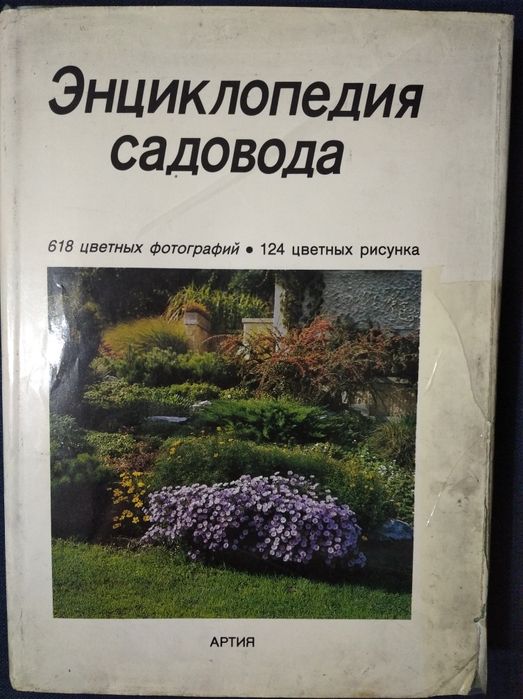 Энциклопедия
садовода
618 цветных фотографий • 124 цветных рисунка
АРТИЯ